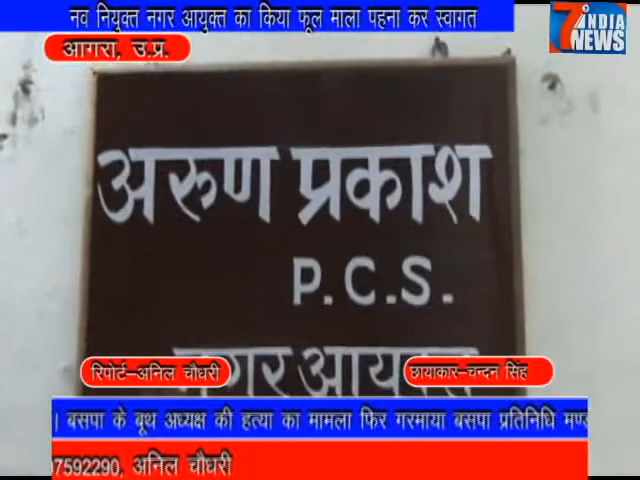 नव नियुक्त नगर आयुक्त का किया फूल माला पहना कर स्वागत
7 INDIA NEWS
आगरा, उ.प्र.
अरुण प्रकाश
P.C.S.
नगर आयुक्त
रिपोर्ट–अनिल चौधरी
छायाकार–चन्दन सिंह
। बसपा के बूथ अध्यक्ष की हत्या का मामला फिर गरमाया बसपा प्रतिनिधि
7592290, अनिल चौधरी